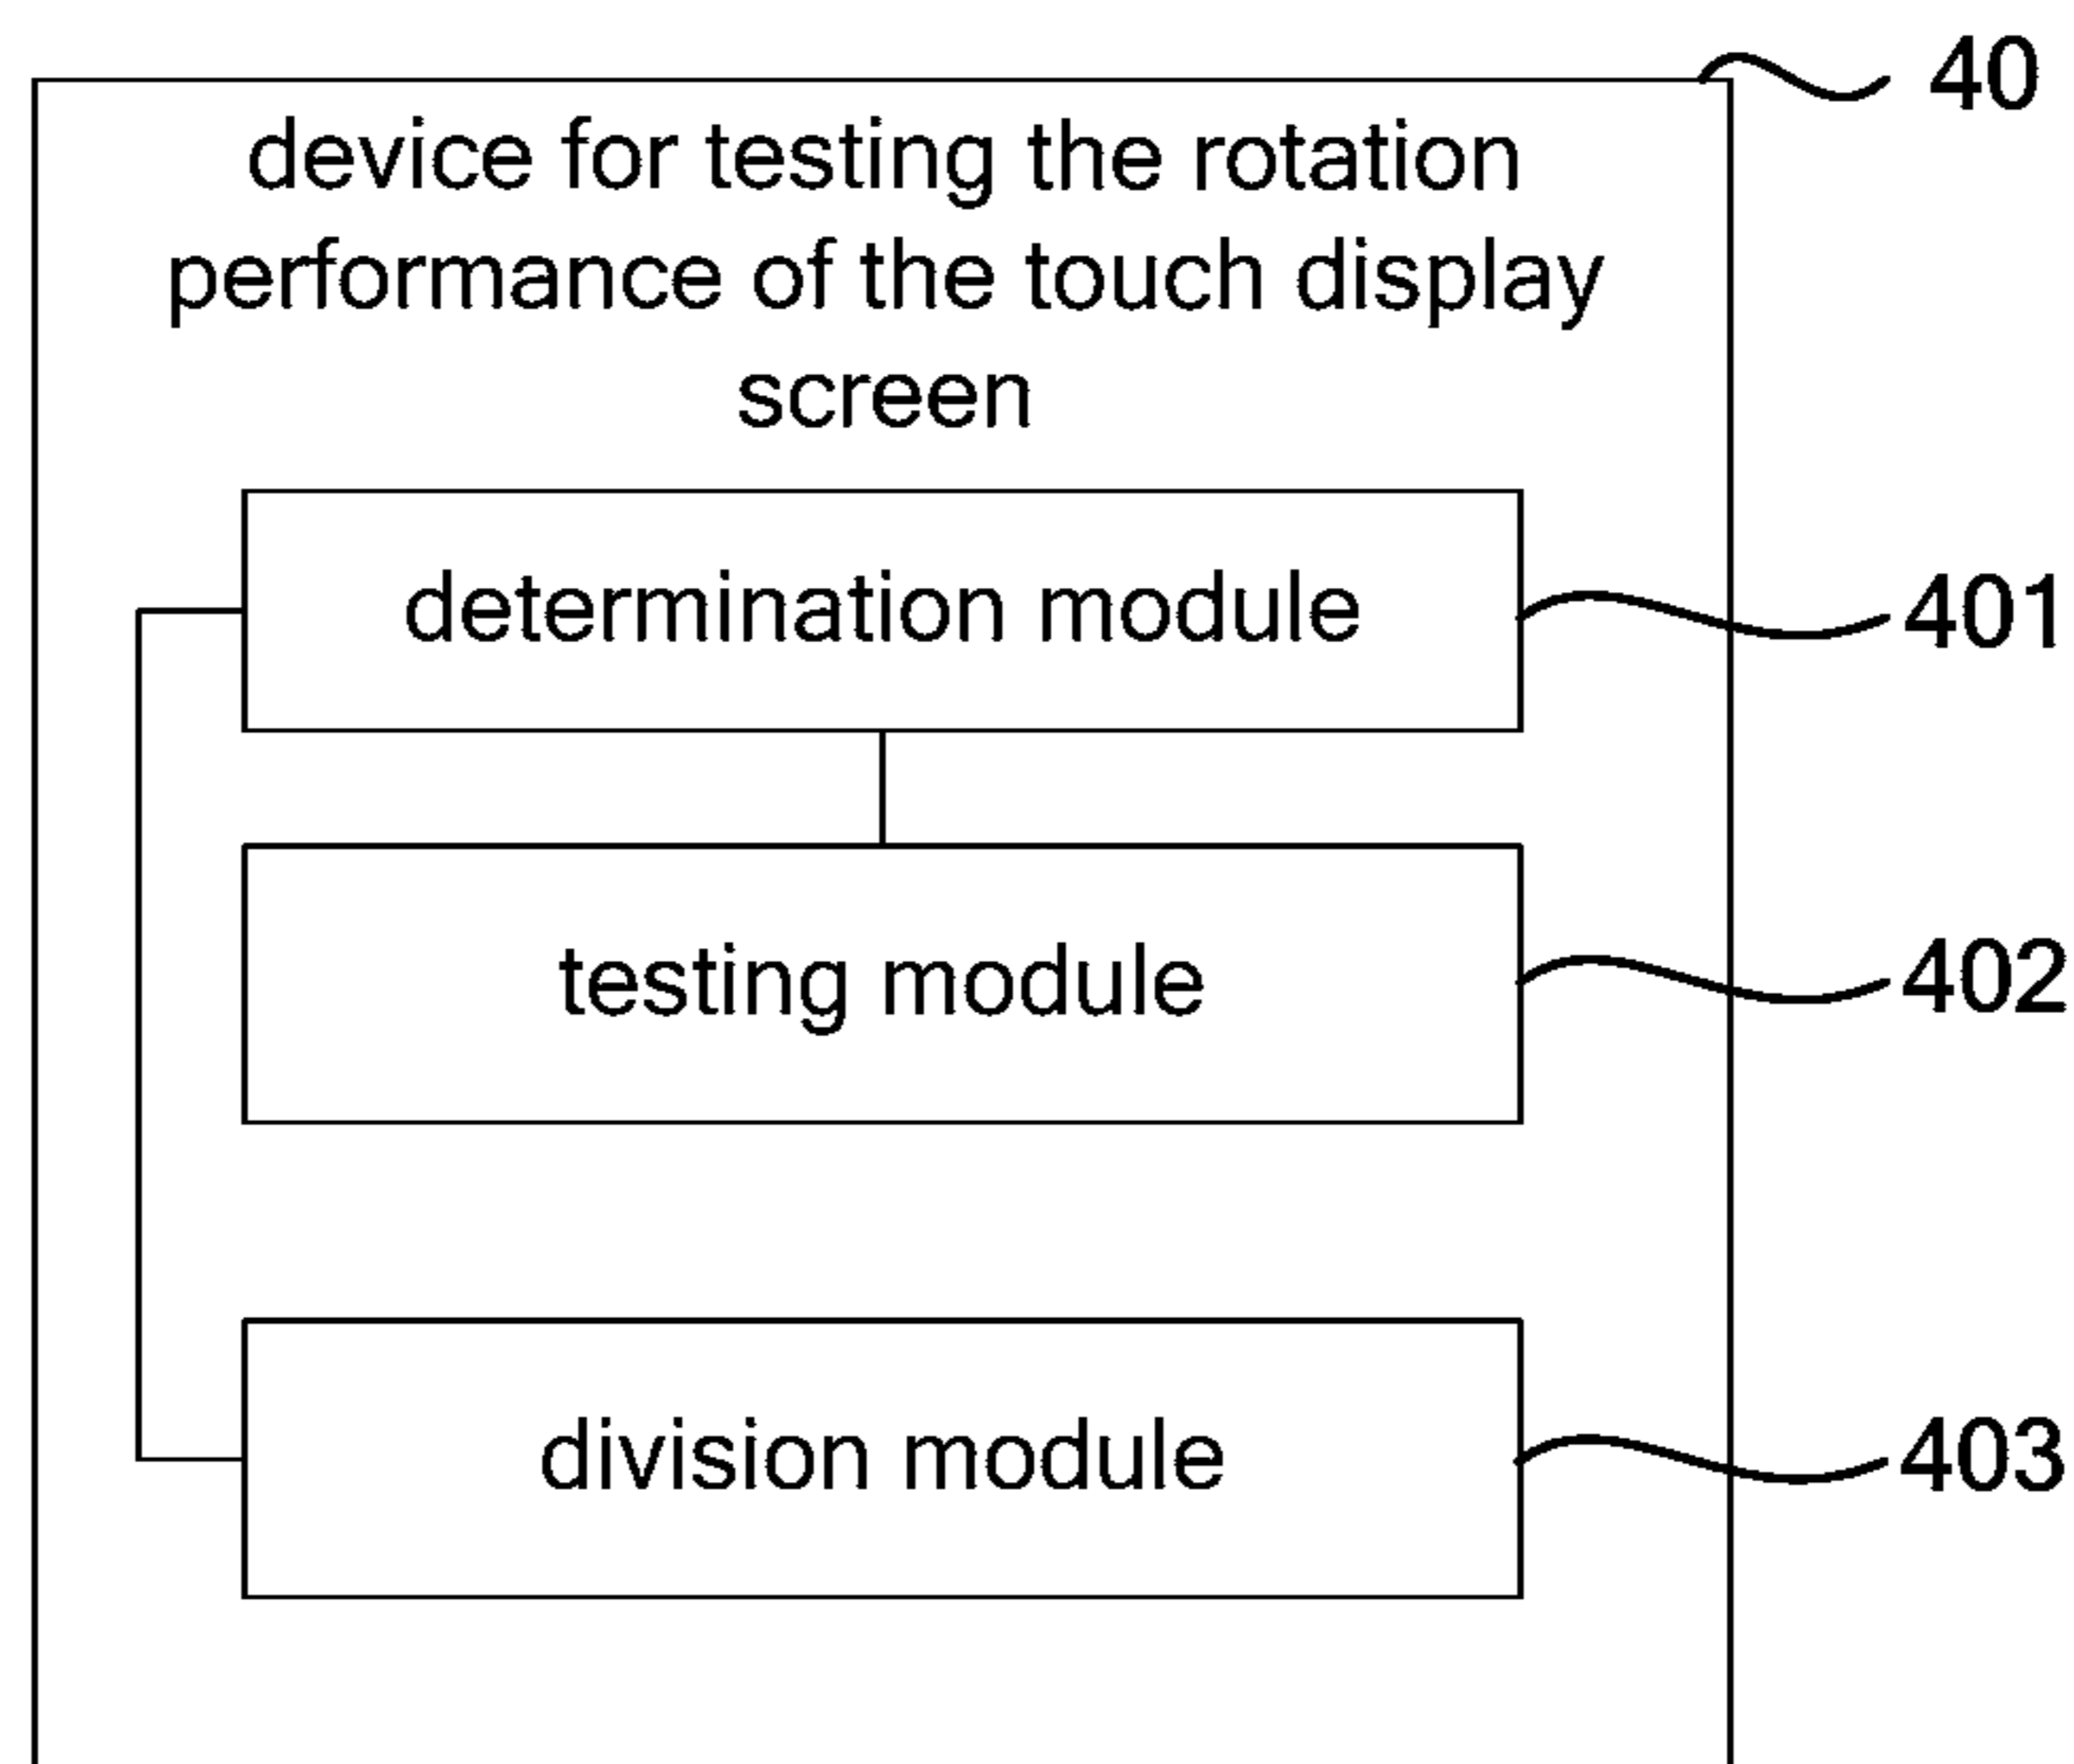 40
device for testing the rotation
performance of the touch display
screen
determination module
401
testing module
402
division module
403